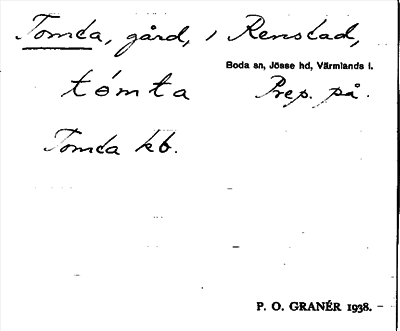 Tomta, gård, i Renstad,
Boda sn, Jösse hd, Värmlands l.
tómta Prep. på.
Tomta kb.
P. O. GRANÉR 1938.